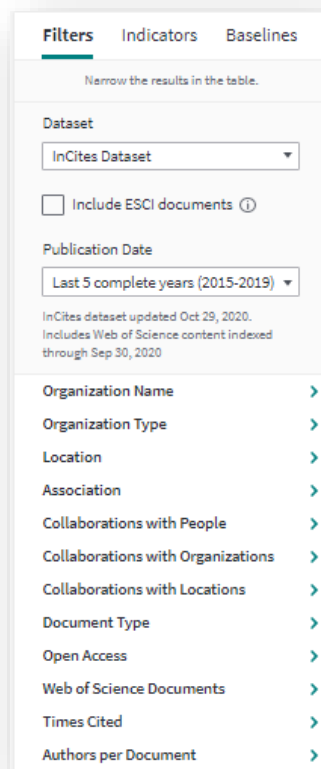 Filters Indicators Baselines
Narrow the results in the table.
Dataset
InCites Dataset
Include ESCI documents
Publication Date
Last 5 complete years (2015-2019)
InCites dataset updated Oct 29, 2020.
Includes Web of Science content indexed
through Sep 30, 2020
Organization Name
Organization Type
Location
Association
Collaborations with People
Collaborations with Organizations
Collaborations with Locations
Document Type
Open Access
Web of Science Documents
Times Cited
Authors per Document